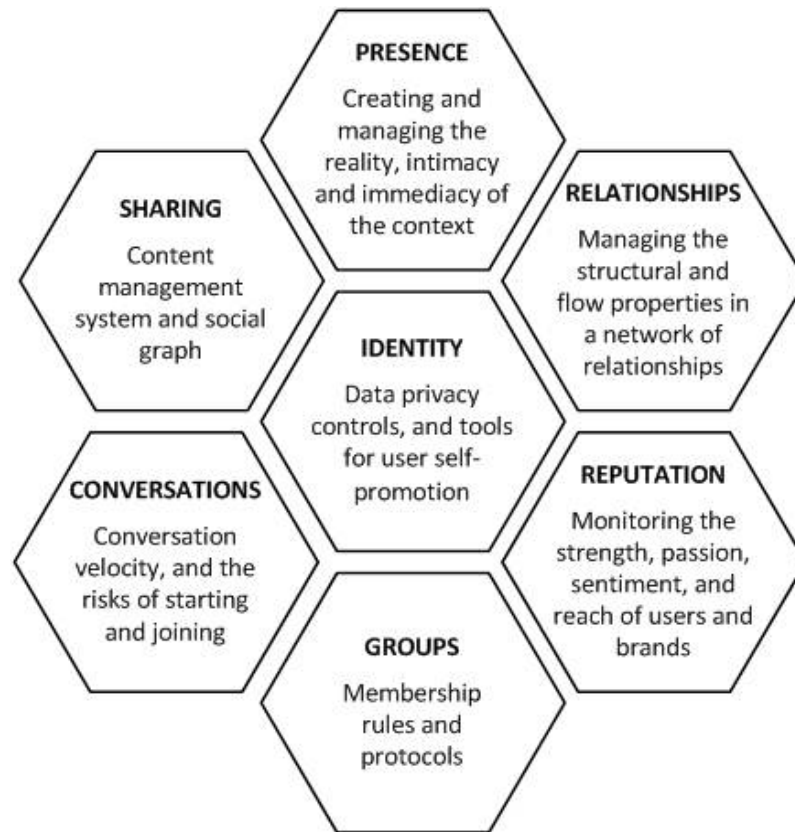 PRESENCE
Creating and
managing the
reality, intimacy
and immediacy of
the context
SHARING
Content
management
system and social
graph
RELATIONSHIPS
Managing the
structural and
flow properties in
a network of
relationships
IDENTITY
Data privacy
controls, and tools
for user self-
promotion
CONVERSATIONS
Conversation
velocity, and the
risks of starting
and joining
REPUTATION
Monitoring the
strength, passion,
sentiment, and
reach of users and
brands
GROUPS
Membership
rules and
protocols